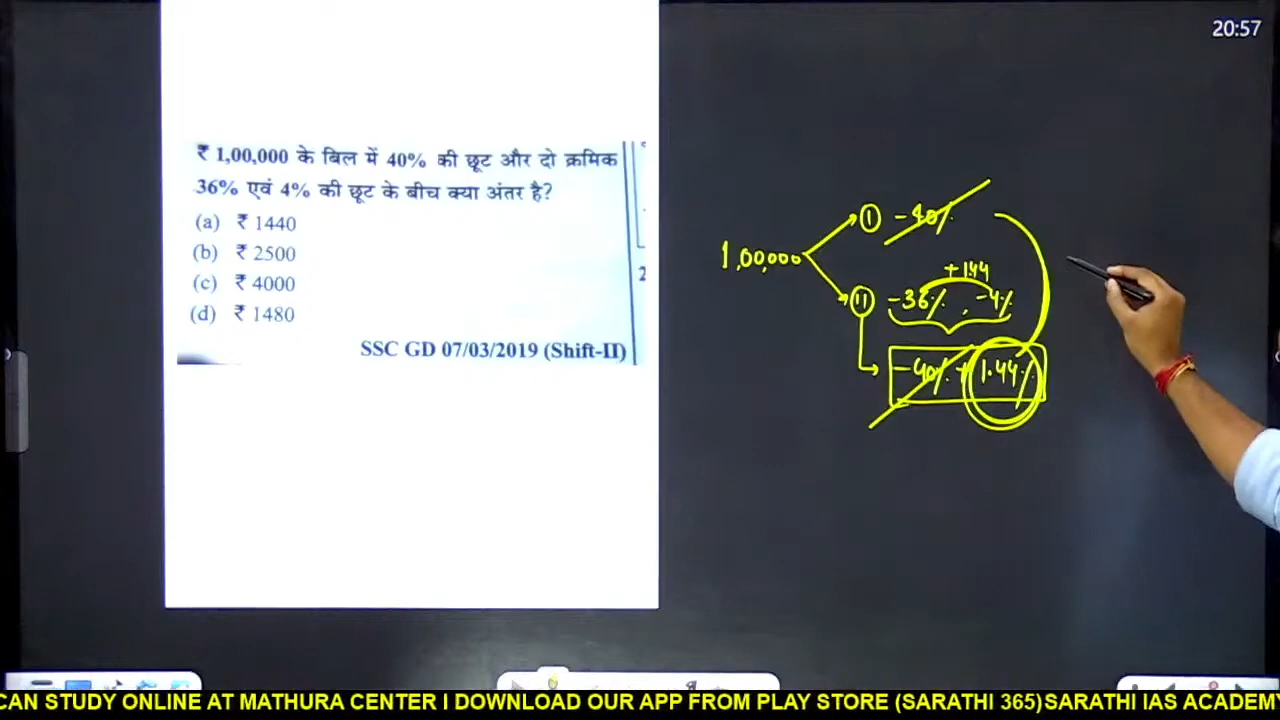 20:57
₹ 1,00,000 के बिल में 40% की छूट और दो क्रमिक
36% एवं 4% की छूट के बीच क्या अंतर है?
(a) ₹ 1440
(b) ₹ 2500
(c) ₹ 4000
(d) ₹ 1480
SSC GD 07/03/2019 (Shift-II)
2
1,00,000
I -40%
+1.44
II -36%, -4%
-40% + 1.44%
CAN STUDY ONLINE AT MATHURA CENTER I DOWNLOAD OUR APP FROM PLAY STORE (SARATHI 365)SARATHI IAS ACADEMY